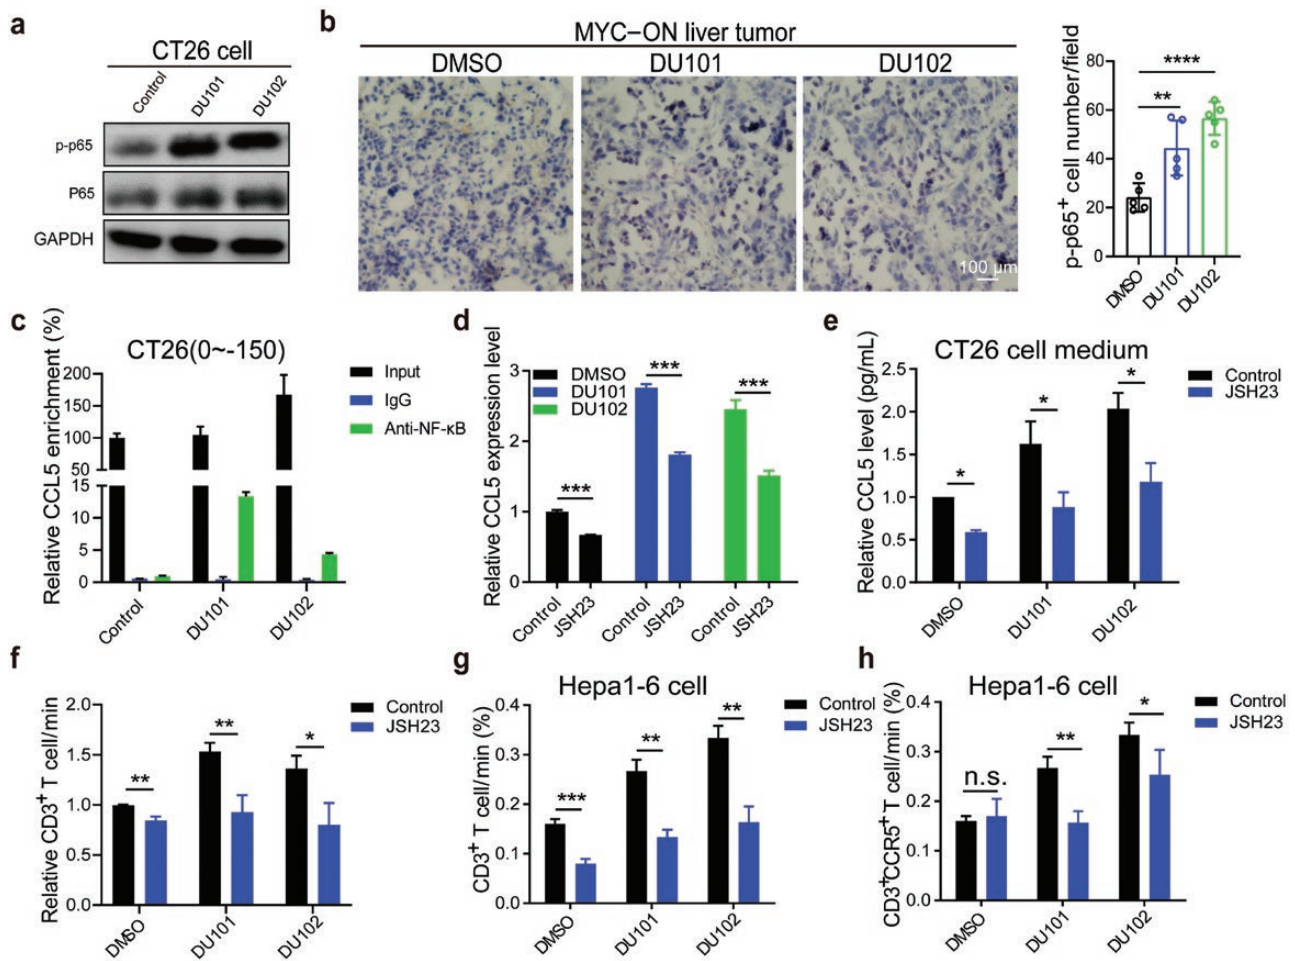 a
CT26 cell
Control
DU101
DU102
p-p65
P65
GAPDH
b
MYC−ON liver tumor
DMSO
DU101
DU102
100 µm
p-p65+ cell number/field
80
60
40
20
0
****
**
DMSO
DU101
DU102
c
CT26(0~-150)
Relative CCL5 enrichment (%)
200
150
100
50
15
10
5
0
Control
DU101
DU102
Input
IgG
Anti-NF-κB
d
Relative CCL5 expression level
3
2
1
0
DMSO
DU101
DU102
***
***
***
Control
JSH23
Control
JSH23
Control
JSH23
e
CT26 cell medium
Relative CCL5 level (pg/mL)
2.5
2.0
1.5
1.0
0.5
0.0
*
*
*
DMSO
DU101
DU102
Control
JSH23
f
Relative CD3+ T cell/min
2.0
1.5
1.0
0.5
0.0
**
**
*
DMSO
DU101
DU102
Control
JSH23
g
Hepa1-6 cell
CD3+ T cell/min (%)
0.4
0.3
0.2
0.1
0.0
***
**
**
DMSO
DU101
DU102
Control
JSH23
h
Hepa1-6 cell
CD3+CCR5+ T cell/min (%)
0.4
0.3
0.2
0.1
0.0
n.s.
**
*
DMSO
DU101
DU102
Control
JSH23